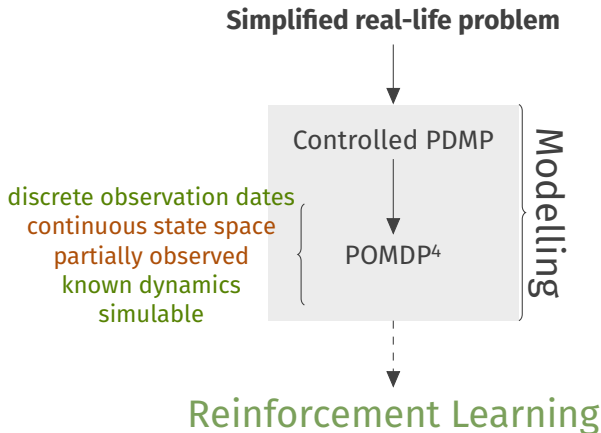 Simplified real-life problem
Controlled PDMP
discrete observation dates
continuous state space
partially observed
known dynamics
simulable
POMDP⁴
Modelling
Reinforcement Learning